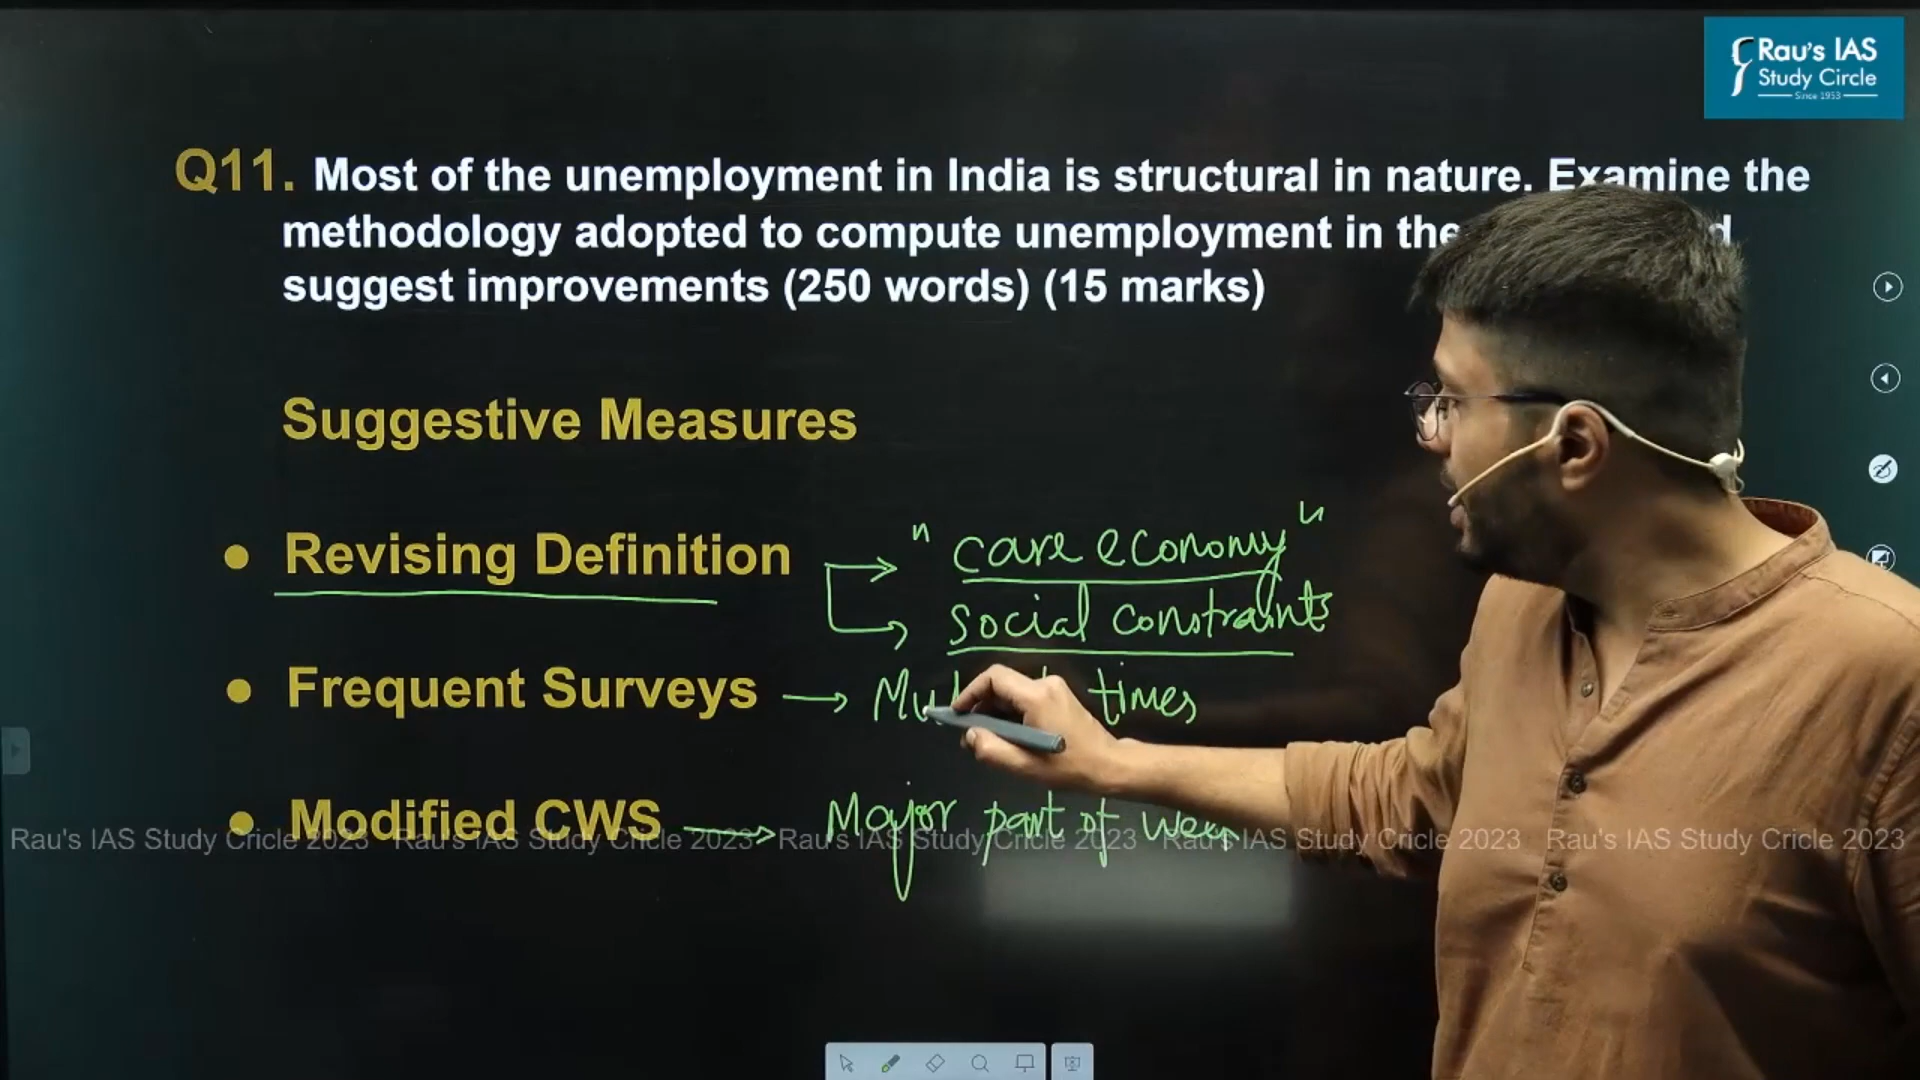 Rau's IAS
Study Circle
Since 1953
Q11. Most of the unemployment in India is structural in nature. Examine the
methodology adopted to compute unemployment in the
suggest improvements (250 words) (15 marks)
Suggestive Measures
• Revising Definition → " care economy "
→ social constraints
• Frequent Surveys → times
• Modified CWS → Major part of week
Rau's IAS Study Cricle 2023 Rau's IAS Study Cricle 2023 Rau's IAS Study Cricle 2023 Rau's IAS Study Cricle 2023 Rau's IAS Study Cricle 2023